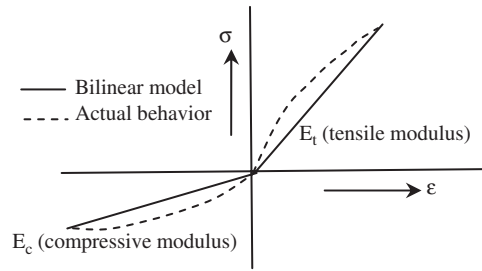 σ
Bilinear model
Actual behavior
E_t (tensile modulus)
ε
E_c (compressive modulus)